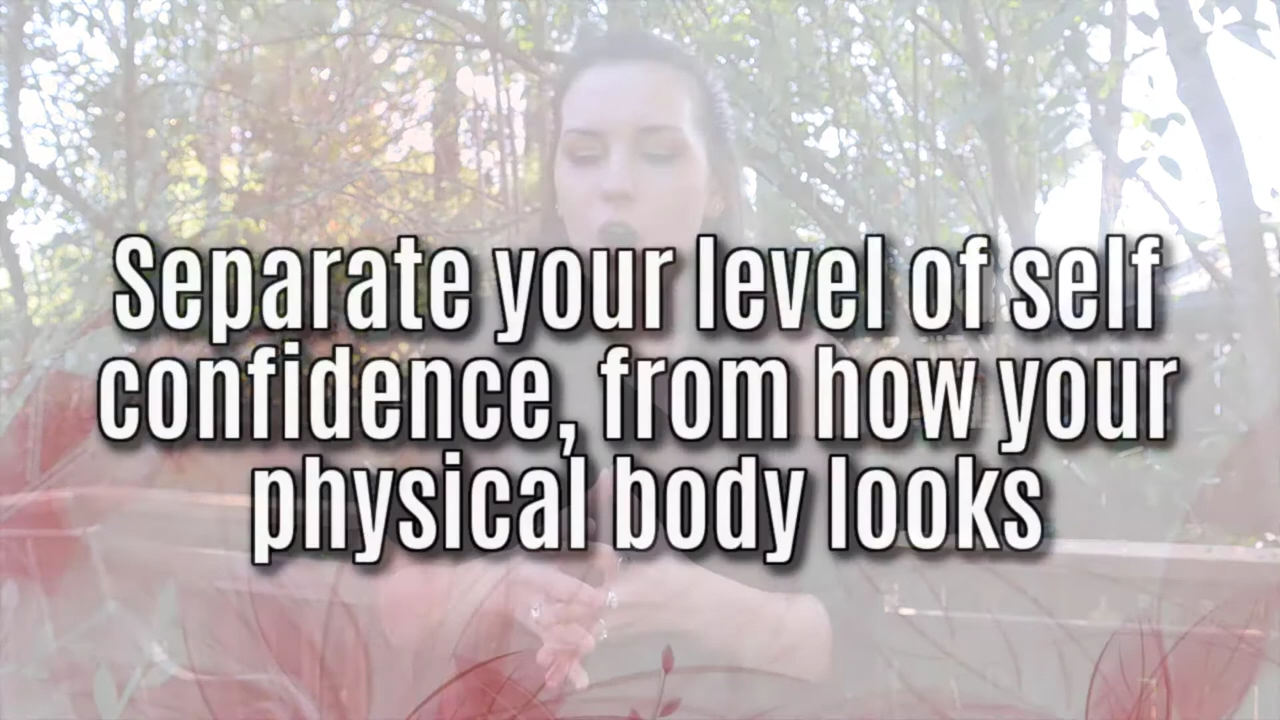 Separate your level of self
confidence, from how your
physical body looks